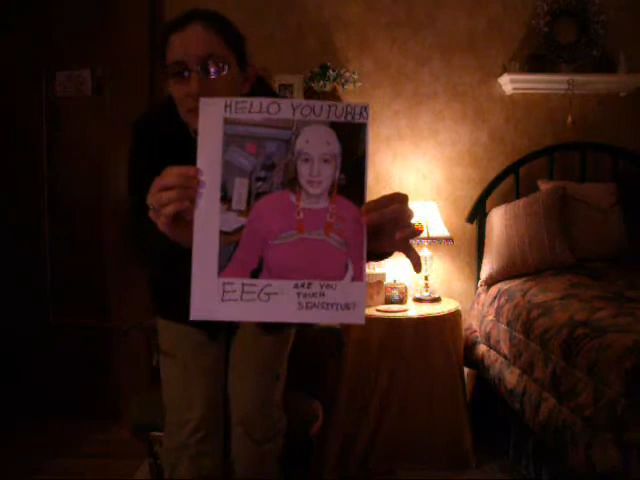 HELLO YOUTUBERS
EEG
ARE YOU
TOUCH
SENSITIVE?